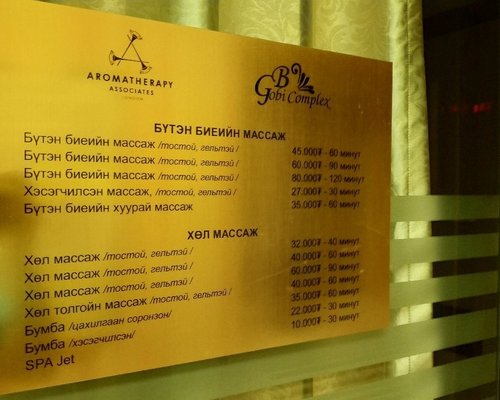 AROMATHERAPY
ASSOCIATES
LONDON
B
Gobi Complex
БҮТЭН БИЕИЙН МАССАЖ
Бүтэн биеийн массаж /тостой, гельтэй / 45.000₮ - 60 минут
Бүтэн биеийн массаж /тостой, гельтэй / 60.000₮ - 90 минут
Бүтэн биеийн массаж /тостой, гельтэй / 80.000₮ - 120 минут
Хэсэгчилсэн массаж, /тостой, гельтэй / 27.000₮ - 30 минут
Бүтэн биеийн хуурай массаж 35.000₮ - 60 минут
ХӨЛ МАССАЖ
Хөл массаж /тостой, гельтэй / 32.000₮ - 40 минут
Хөл массаж /тостой, гельтэй / 40.000₮ - 60 минут
Хөл массаж /тостой, гельтэй / 60.000₮ - 90 минут
Хөл толгойн массаж /тостой, гельтэй / 40.000₮ - 60 минут
Бумба /цахилгаан соронзон/ 35.000₮ - 60 минут
Бумба /хэсэгчилсэн/ 22.000₮ - 30 минут
SPA Jet 10.000₮ - 30 минут